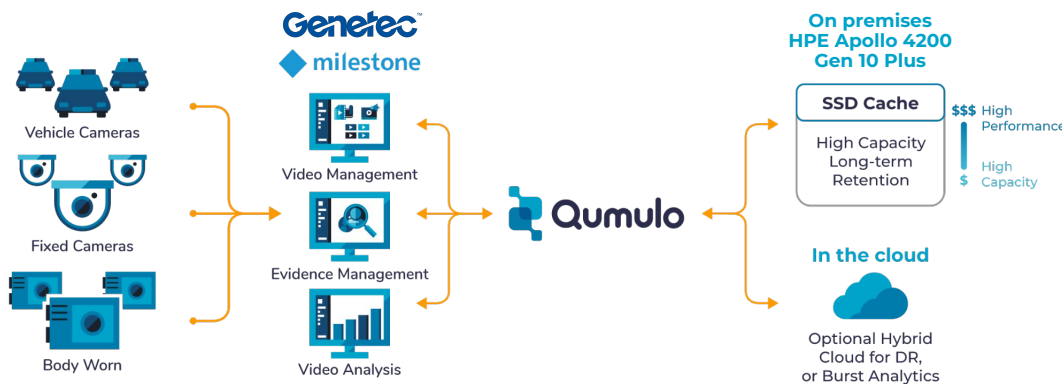 Vehicle Cameras
Fixed Cameras
Body Worn
Genetec™
milestone
Video Management
Evidence Management
Video Analysis
Qumulo
On premises
HPE Apollo 4200
Gen 10 Plus
SSD Cache
High Capacity
Long-term
Retention
$$$ High
Performance
High
$ Capacity
In the cloud
Optional Hybrid
Cloud for DR,
or Burst Analytics